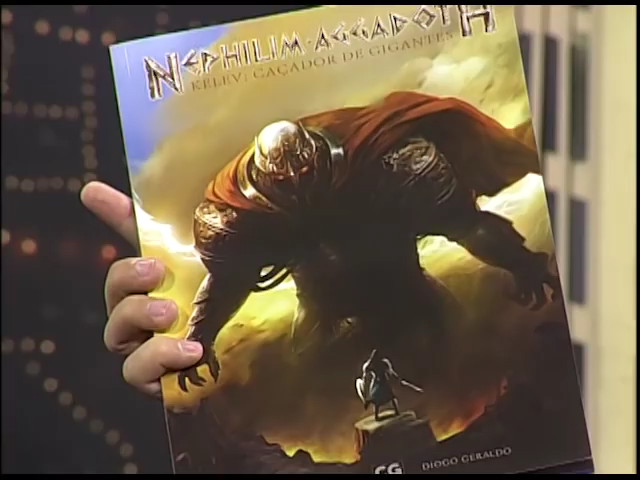 NEPHILIM·AGGADOTH
KELEV: CAÇADOR DE GIGANTES
CG
DIOGO GERALDO